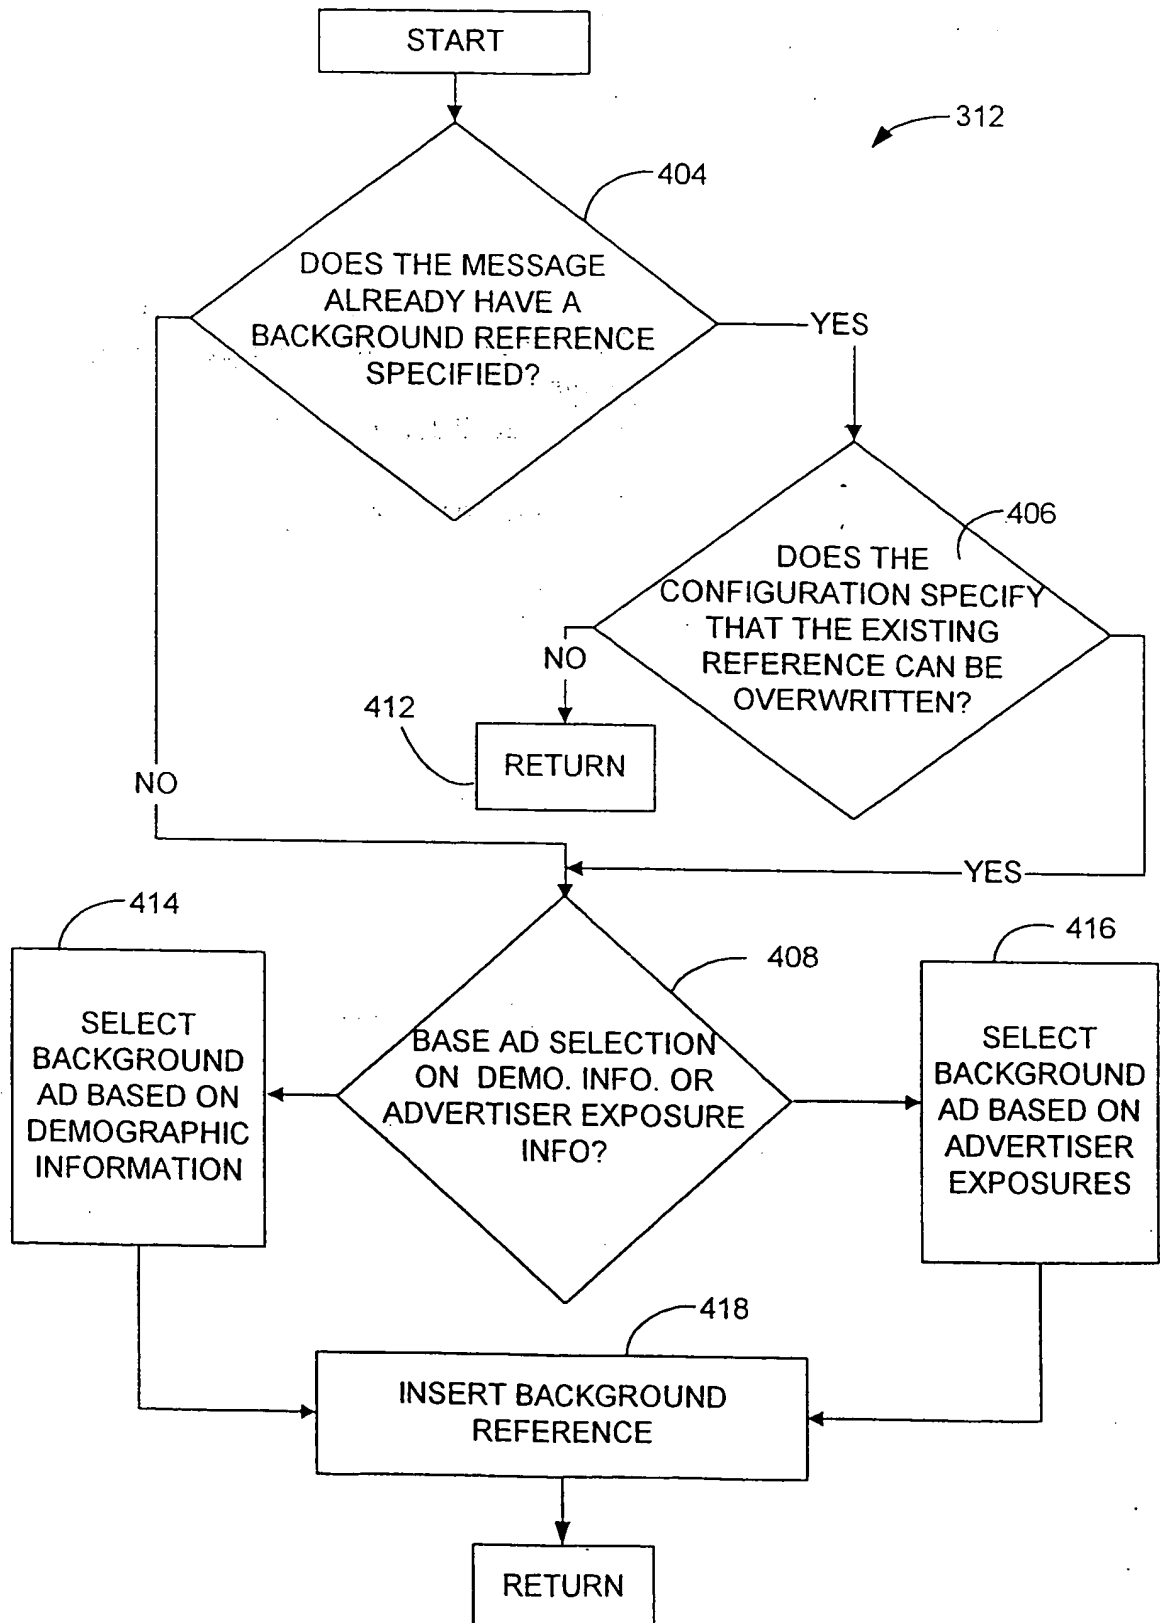 START
312
404
DOES THE MESSAGE
ALREADY HAVE A
BACKGROUND REFERENCE
SPECIFIED?
YES
406
DOES THE
CONFIGURATION SPECIFY
THAT THE EXISTING
REFERENCE CAN BE
OVERWRITTEN?
NO
412
RETURN
NO
YES
414
408
416
SELECT
BACKGROUND
AD BASED ON
DEMOGRAPHIC
INFORMATION
BASE AD SELECTION
ON DEMO. INFO. OR
ADVERTISER EXPOSURE
INFO?
SELECT
BACKGROUND
AD BASED ON
ADVERTISER
EXPOSURES
418
INSERT BACKGROUND
REFERENCE
RETURN